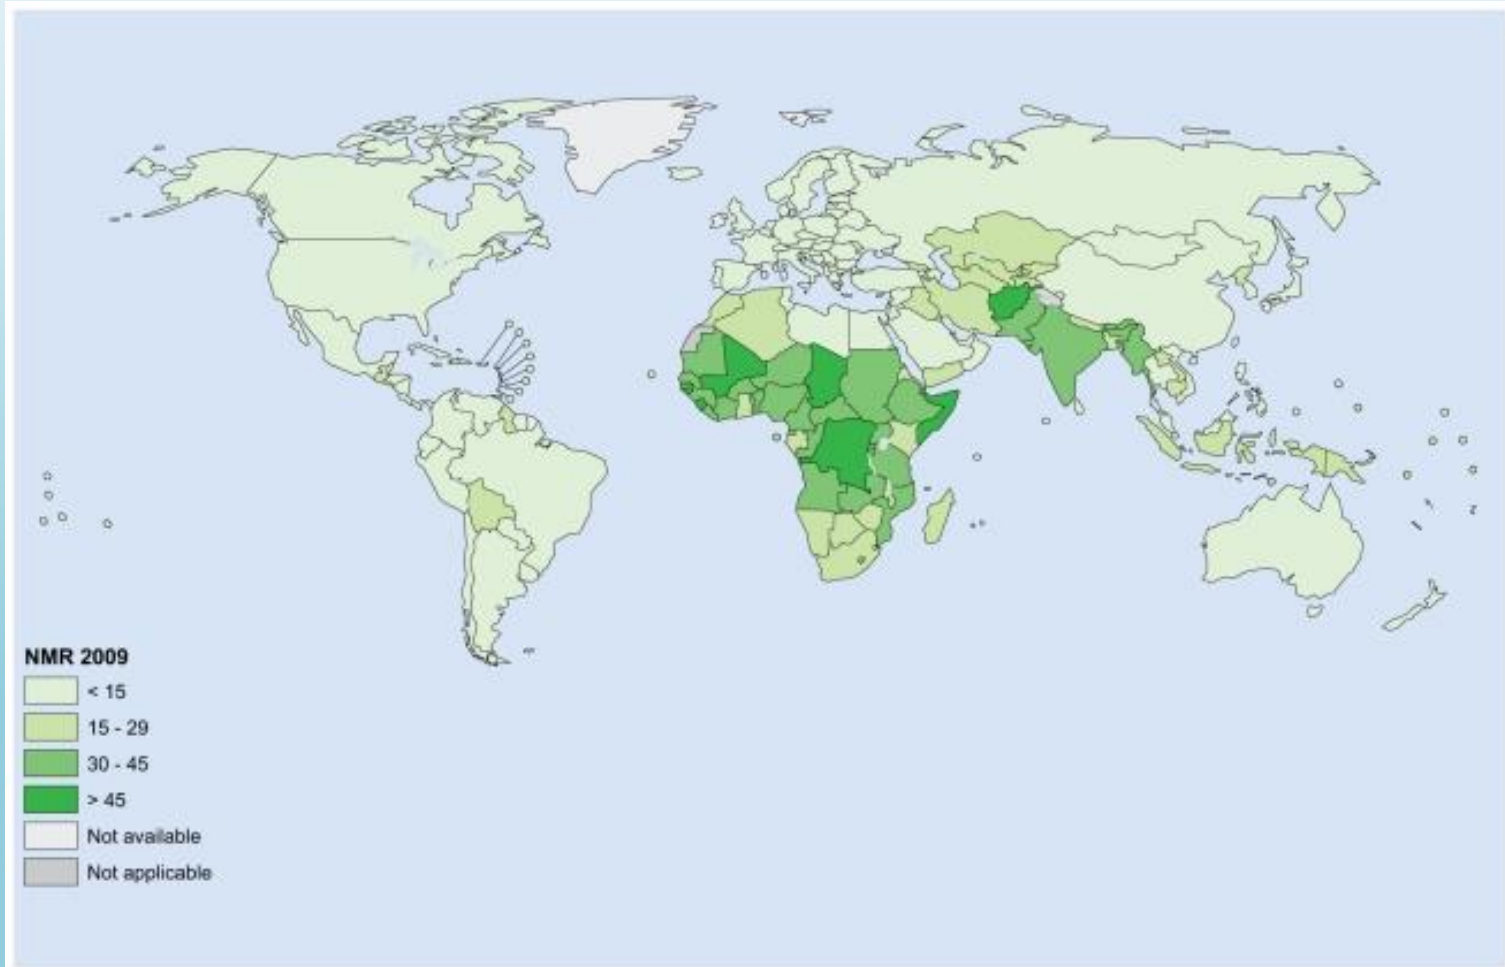 NMR 2009
< 15
15 - 29
30 - 45
> 45
Not available
Not applicable